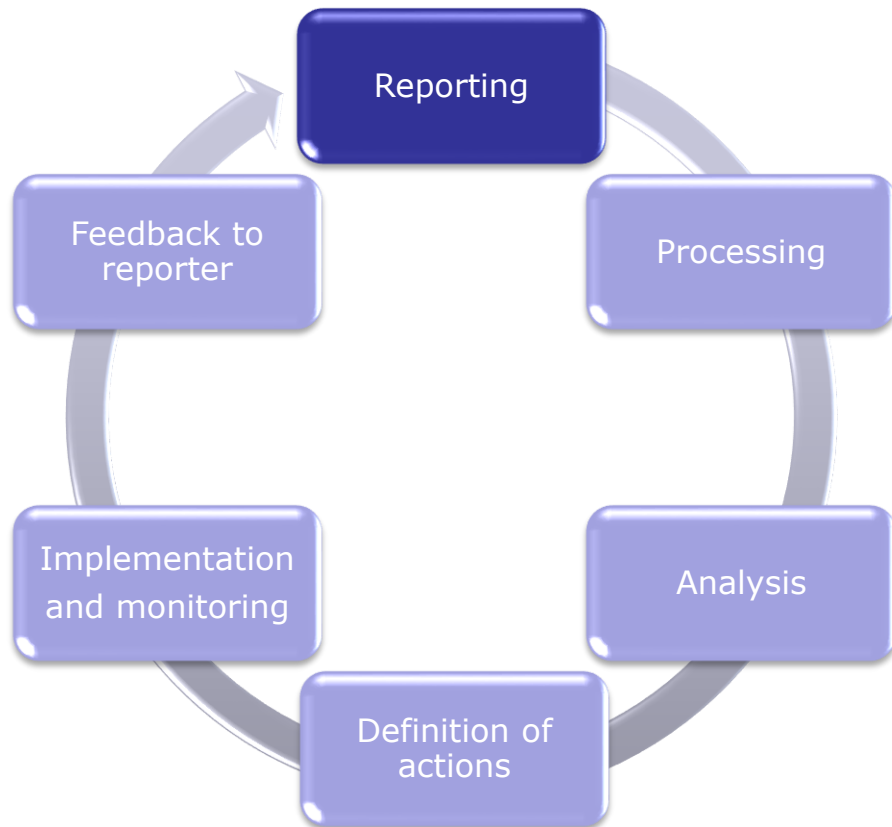 Reporting
Processing
Analysis
Definition of
actions
Implementation
and monitoring
Feedback to
reporter